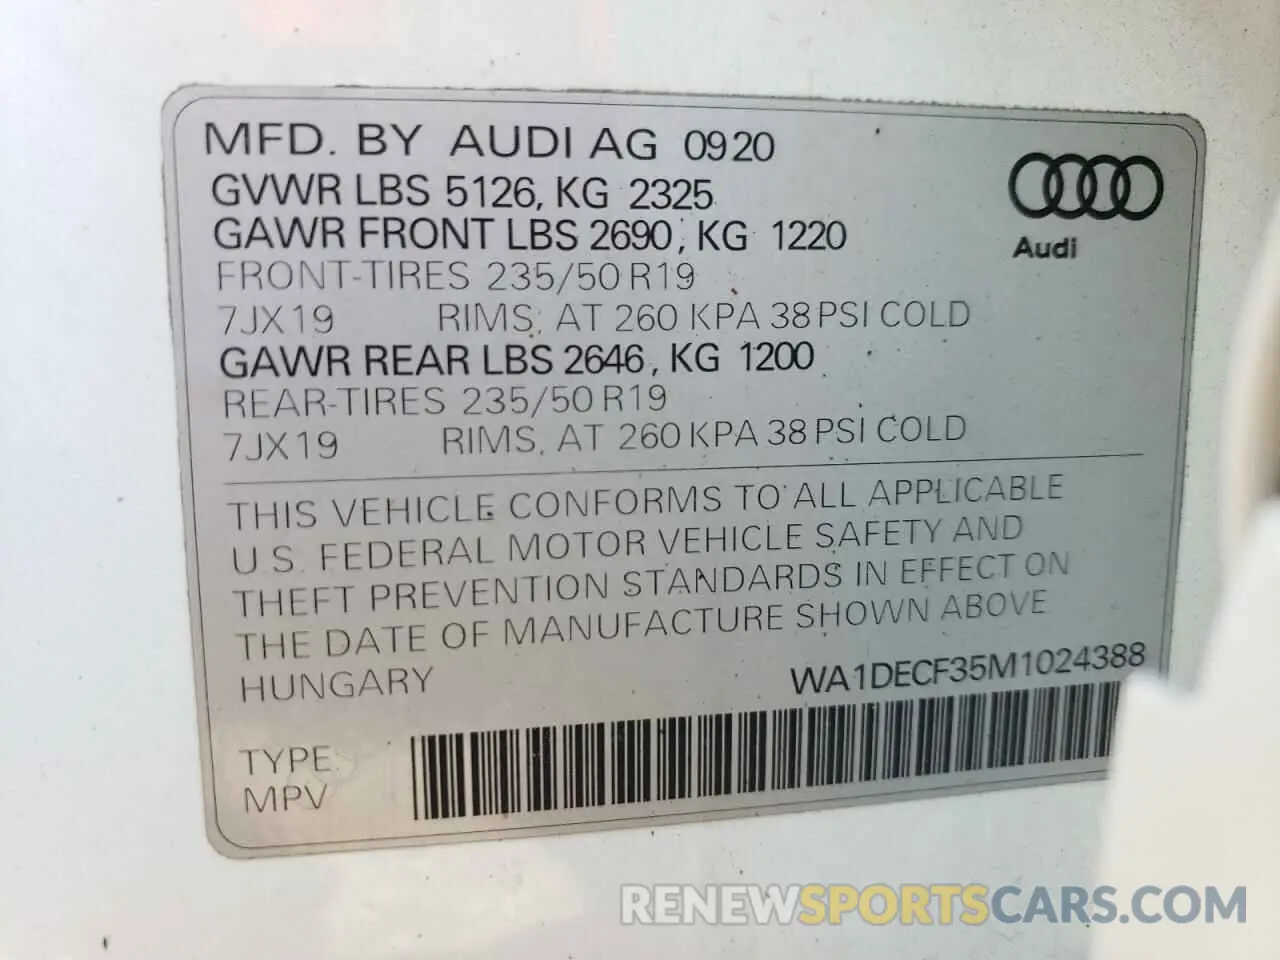 MFD. BY AUDI AG 0920
GVWR LBS 5126, KG 2325
GAWR FRONT LBS 2690, KG 1220
FRONT-TIRES 235/50 R19
7JX19 RIMS, AT 260 KPA 38 PSI COLD
GAWR REAR LBS 2646, KG 1200
REAR-TIRES 235/50 R19
7JX19 RIMS, AT 260 KPA 38 PSI COLD
Audi
THIS VEHICLE CONFORMS TO ALL APPLICABLE
U.S. FEDERAL MOTOR VEHICLE SAFETY AND
THEFT PREVENTION STANDARDS IN EFFECT ON
THE DATE OF MANUFACTURE SHOWN ABOVE
HUNGARY WA1DECF35M1024388
TYPE:
MPV
RENEWSPORTSCARS.COM